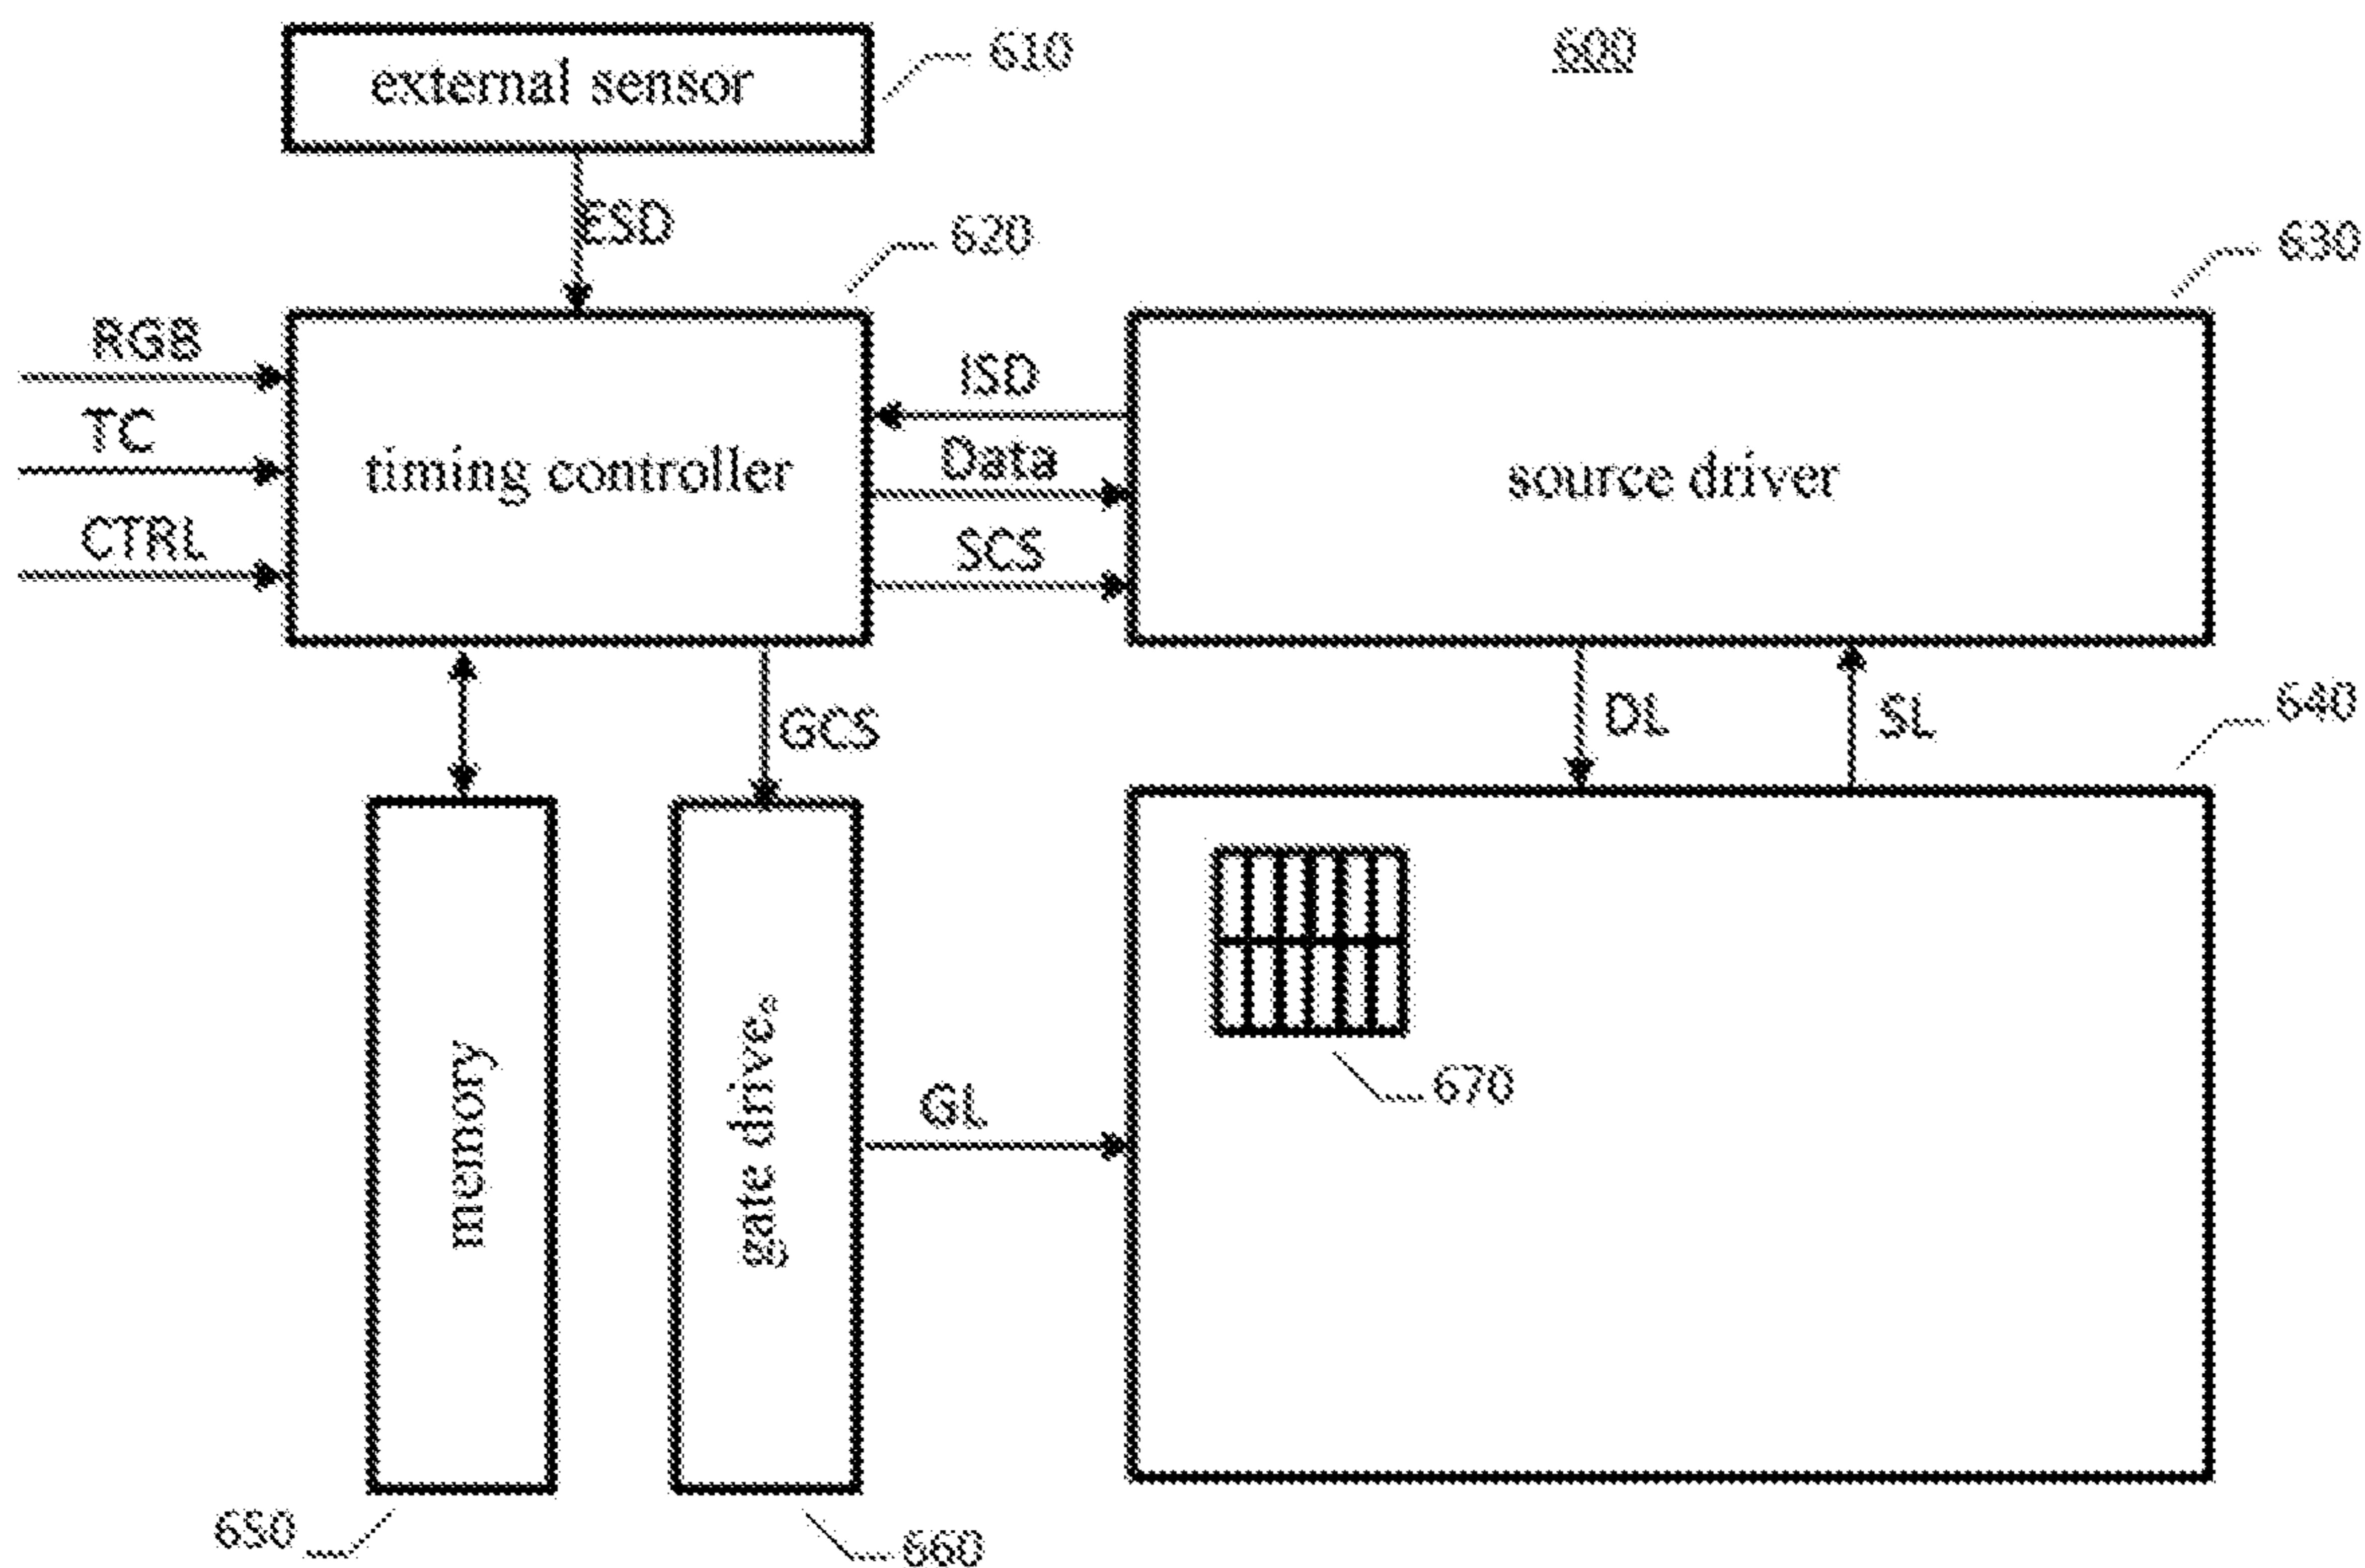 external sensor
610
600
ESD
620
630
RGB
TC
CTRL
timing controller
ISD
Data
SCS
source driver
GCS
DL
SL
640
memory
gate drive
GL
670
650
660